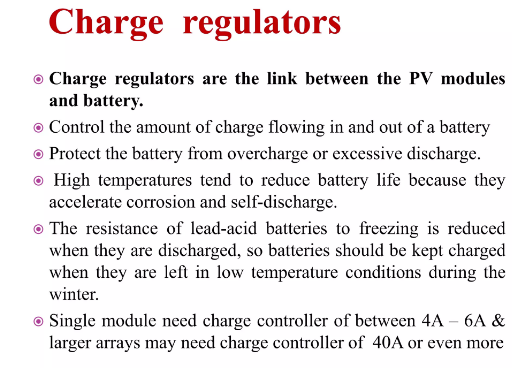 Charge regulators
Charge regulators are the link between the PV modules
and battery.
Control the amount of charge flowing in and out of a battery
Protect the battery from overcharge or excessive discharge.
High temperatures tend to reduce battery life because they
accelerate corrosion and self-discharge.
The resistance of lead-acid batteries to freezing is reduced
when they are discharged, so batteries should be kept charged
when they are left in low temperature conditions during the
winter.
Single module need charge controller of between 4A – 6A &
larger arrays may need charge controller of 40A or even more